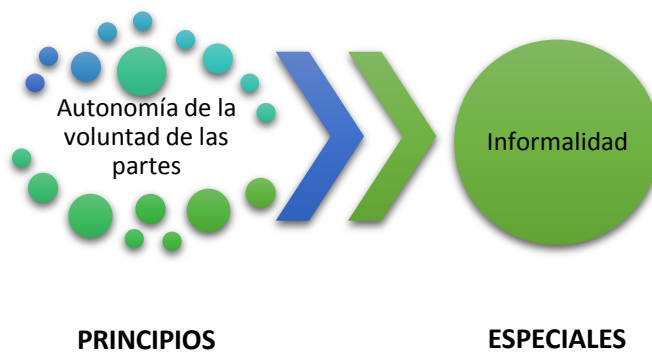 Autonomía de la
voluntad de las
partes
Informalidad
PRINCIPIOS
ESPECIALES